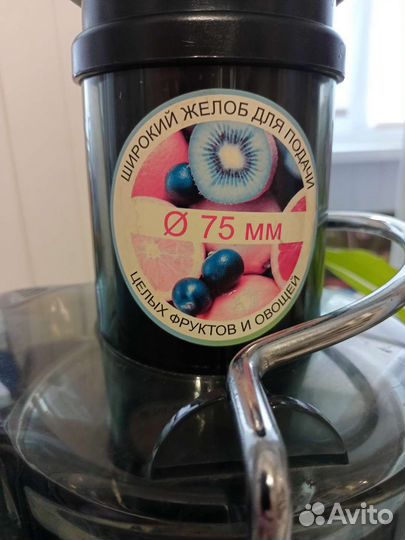 ШИРОКИЙ ЖЕЛОБ ДЛЯ ПОДАЧИ
Ø 75 мм
ЦЕЛЫХ ФРУКТОВ И ОВОЩЕЙ
Avito